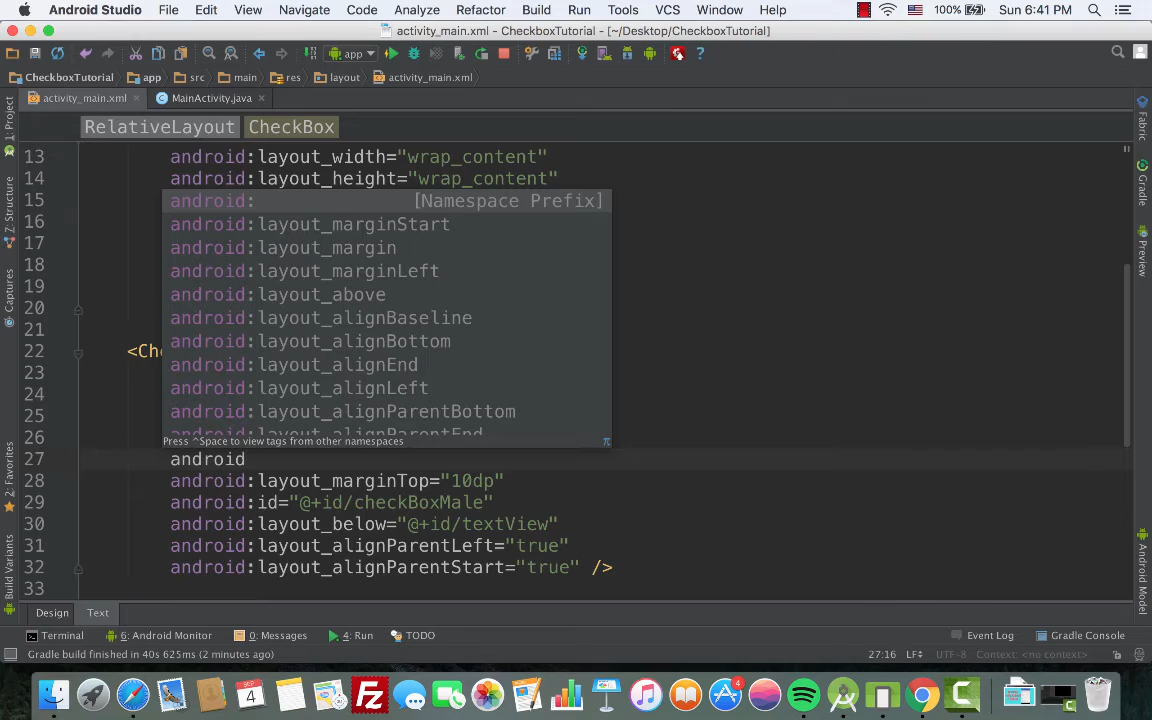 Android Studio File Edit View Navigate Code Analyze Refactor Build Run Tools VCS Window Help 100% Sun 6:41 PM
activity_main.xml - CheckboxTutorial - [~/Desktop/CheckboxTutorial]
app
CheckboxTutorial app src main res layout activity_main.xml
activity_main.xml MainActivity.java
RelativeLayout CheckBox
13 android:layout_width="wrap_content"
14 android:layout_height="wrap_content"
15 android: [Namespace Prefix]
16 android:layout_marginStart
17 android:layout_margin
18 android:layout_marginLeft
19 android:layout_above
20 android:layout_alignBaseline
21 android:layout_alignBottom
22 <Che
23 android:layout_alignEnd
24 android:layout_alignLeft
25 android:layout_alignParentBottom
26 android:layout_alignParentEnd
Press ^Space to view tags from other namespaces π
27 android
28 android:layout_marginTop="10dp"
29 android:id="@+id/checkBoxMale"
30 android:layout_below="@+id/textView"
31 android:layout_alignParentLeft="true"
32 android:layout_alignParentStart="true" />
33
1: Project
7: Structure
Captures
2: Favorites
Build Variants
Fabric
Gradle
Preview
Android Model
Design Text
Terminal 6: Android Monitor 0: Messages 4: Run TODO Event Log Gradle Console
Gradle build finished in 40s 625ms (2 minutes ago) 27:16 LF UTF-8 Context: <no context>
SEP
4
Fz
4